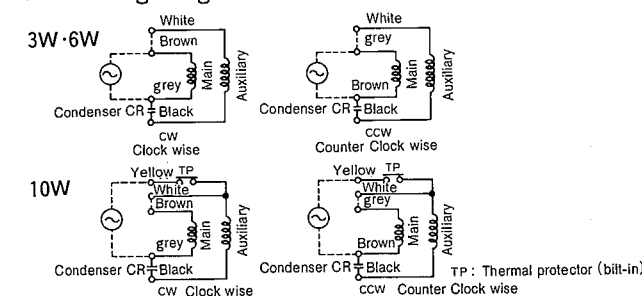 White
White
3W·6W
Brown
grey
grey
Main
Auxiliary
Brown
Main
Auxiliary
Condenser CR
Black
Condenser CR
Black
CW
Clock wise
CCW
Counter Clock wise
10W
Yellow
TP
Yellow
TP
White
White
Brown
grey
grey
Main
Auxiliary
Brown
Main
Auxiliary
Condenser CR
Black
Condenser CR
Black
TP : Thermal protector (bilt-in)
CW Clock wise
CCW Counter Clock wise